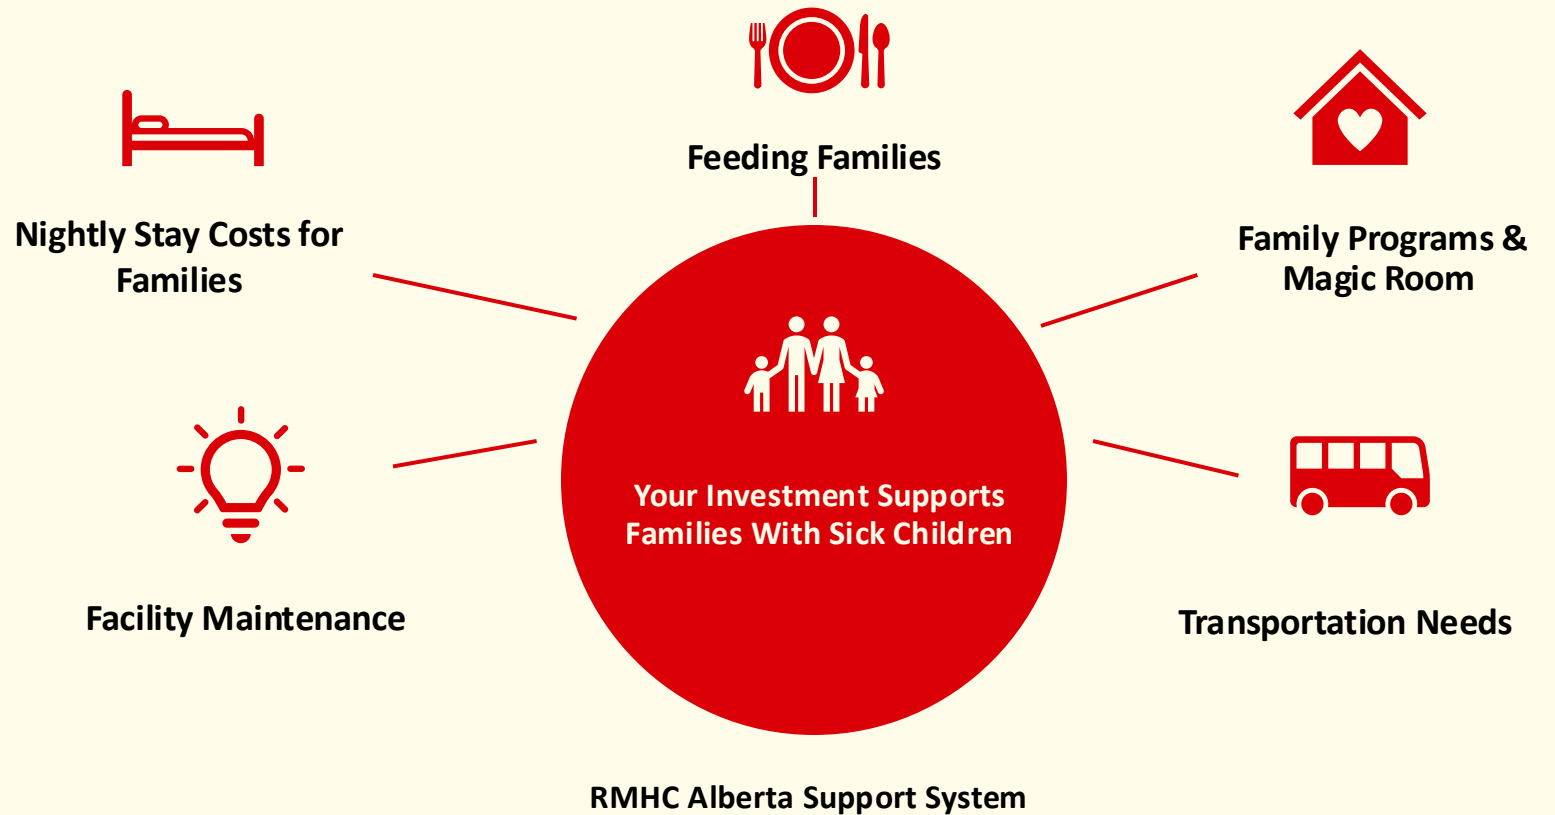 Feeding Families
Nightly Stay Costs for
Families
Family Programs &
Magic Room
Your Investment Supports
Families With Sick Children
Facility Maintenance
Transportation Needs
RMHC Alberta Support System